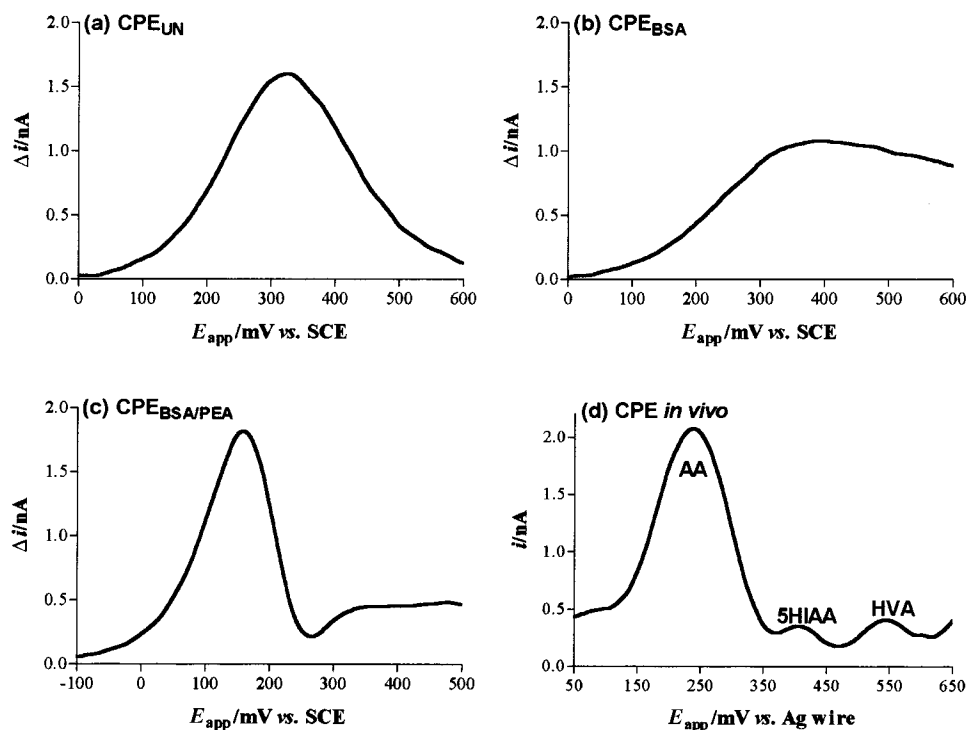 (a) CPE_UN
2.0
1.5
1.0
0.5
0.0
Δi/nA
0 100 200 300 400 500 600
E_app/mV vs. SCE
(b) CPE_BSA
2.0
1.5
1.0
0.5
0.0
Δi/nA
0 100 200 300 400 500 600
E_app/mV vs. SCE
(c) CPE_BSA/PEA
2.0
1.5
1.0
0.5
0.0
Δi/nA
-100 0 100 200 300 400 500
E_app/mV vs. SCE
(d) CPE in vivo
2.0
1.5
1.0
0.5
0.0
i/nA
AA
5HIAA
HVA
50 150 250 350 450 550 650
E_app/mV vs. Ag wire